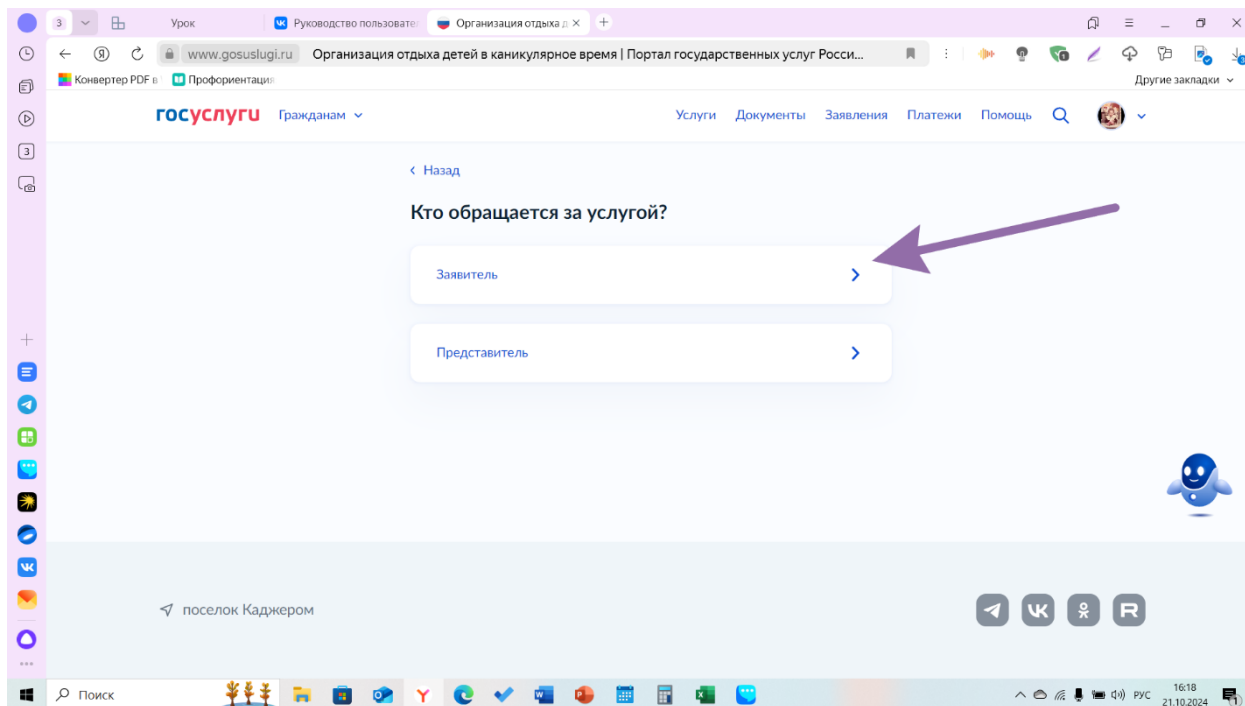 3
Урок
Руководство пользовате
Организация отдыха д
www.gosuslugi.ru Организация отдыха детей в каникулярное время | Портал государственных услуг Росси...
Конвертер PDF в
Профориентация
Другие закладки
3
госуслуги
Гражданам
Услуги Документы Заявления Платежи Помощь
Назад
Кто обращается за услугой?
Заявитель
Представитель
поселок Каджером
Поиск
РУС
16:18
21.10.2024